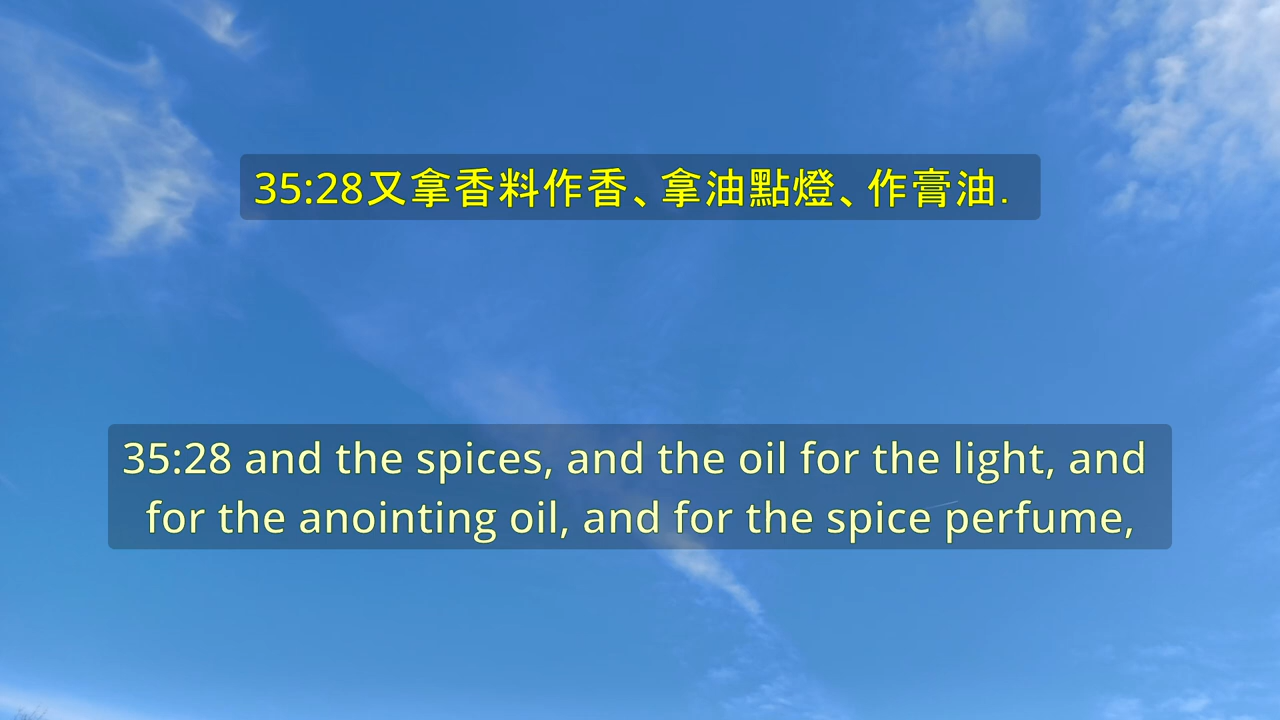 35:28又拿香料作香、拿油點燈、作膏油.
35:28 and the spices, and the oil for the light, and
for the anointing oil, and for the spice perfume,